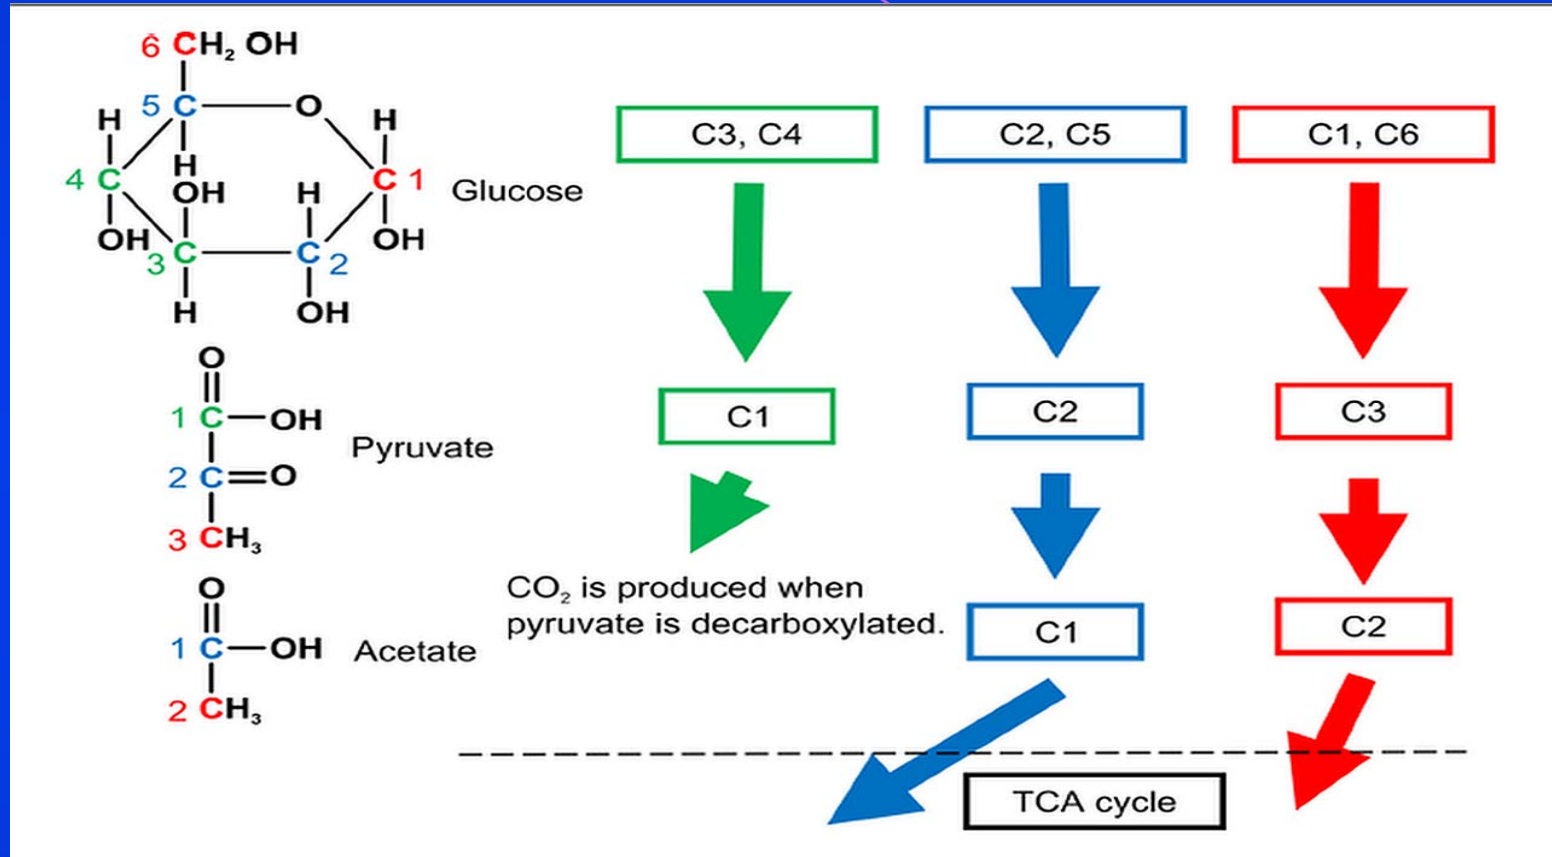 6 CH₂ OH
5 C O
H H
H
4 C C 1 Glucose
OH H
OH OH
3 C C 2
H OH
O
1 C OH
Pyruvate
2 C O
3 CH₃
O
1 C OH Acetate
2 CH₃
C3, C4
C2, C5
C1, C6
C1
C2
C3
CO₂ is produced when
pyruvate is decarboxylated.
C1
C2
TCA cycle